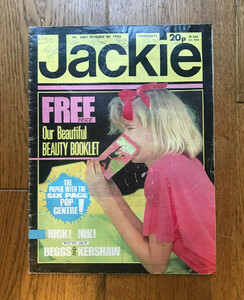 Jackie
20p
FREE
INSIDE
Our Beautiful
BEAUTY BOOKLET
THE
PAPER WITH THE
SIX PAGE
POP
CENTRE!
NICK! NIK!
BEGGS
KERSHAW